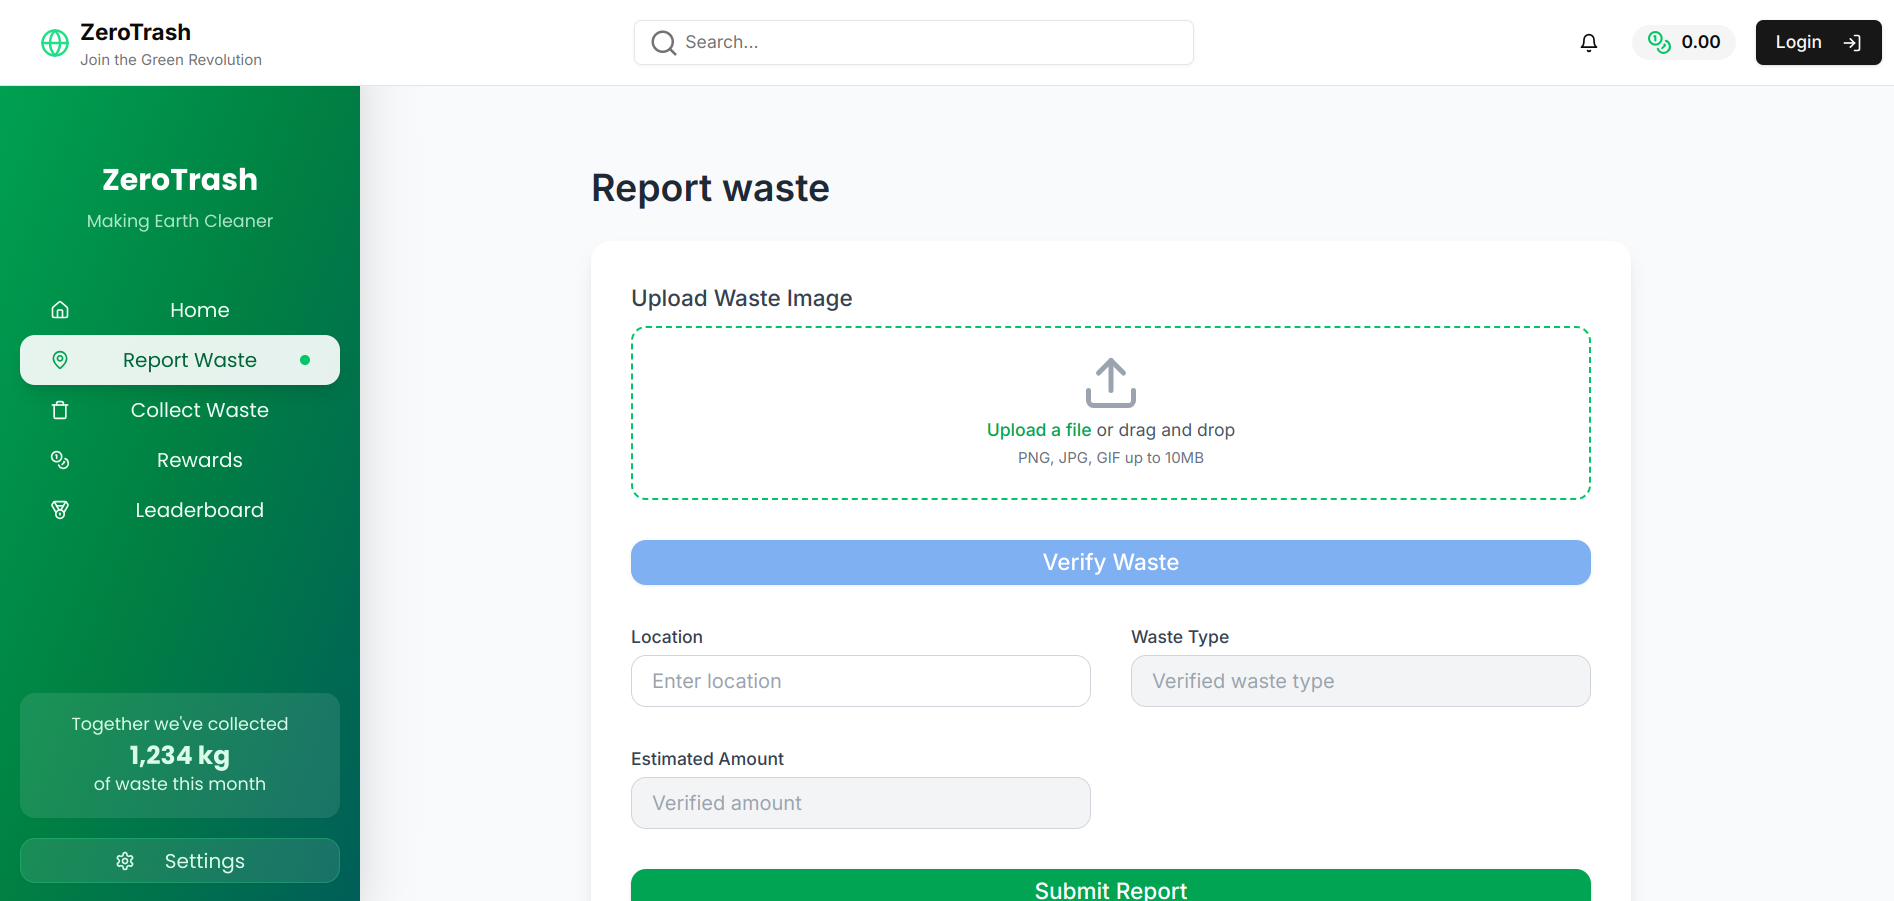 ZeroTrash
Join the Green Revolution
Search...
0.00
Login
ZeroTrash
Making Earth Cleaner
Home
Report Waste
Collect Waste
Rewards
Leaderboard
Together we've collected
1,234 kg
of waste this month
Settings
Report waste
Upload Waste Image
Upload a file or drag and drop
PNG, JPG, GIF up to 10MB
Verify Waste
Location
Enter location
Waste Type
Verified waste type
Estimated Amount
Verified amount
Submit Report